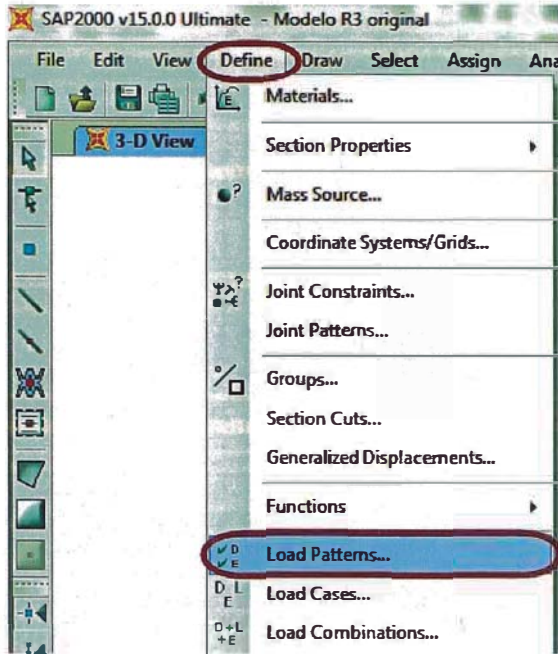 SAP2000 v15.0.0 Ultimate - Modelo R3 original
File Edit View Define Draw Select Assign Ana
Materials...
3-D View
Section Properties
Mass Source...
Coordinate Systems/Grids...
Joint Constraints...
Joint Patterns...
Groups...
Section Cuts...
Generalized Displacements...
Functions
D
E
Load Patterns...
D L
E
Load Cases...
D+L
+E
Load Combinations...